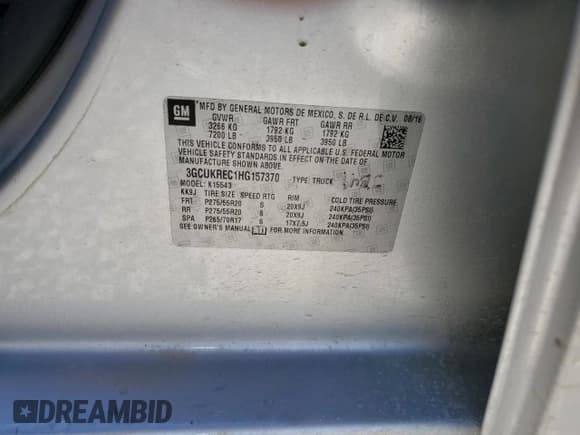 GM
MFD BY GENERAL MOTORS DE MEXICO, S. DE R.L. DE C.V. 08/16
GVWR GAWR FRT GAWR RR
3266 KG 1792 KG 1792 KG
7200 LB 3950 LB 3950 LB
THIS VEHICLE CONFORMS TO ALL APPLICABLE U.S. FEDERAL MOTOR
VEHICLE SAFETY STANDARDS IN EFFECT ON THE DATE OF
MANUFACTURE SHOWN ABOVE.
3GCUKREC1HG157370 TYPE: TRUCK
MODEL: K15543
KK9J TIRE SIZE SPEED RTG RIM COLD TIRE PRESSURE
FRT P275/55R20 S 20X9J 240KPA(35PSI)
RR P275/55R20 S 20X9J 240KPA(35PSI)
SPA P265/70R17 S 17X7.5J 240KPA(35PSI)
SEE OWNER'S MANUAL FOR MORE INFORMATION.
DREAMBID